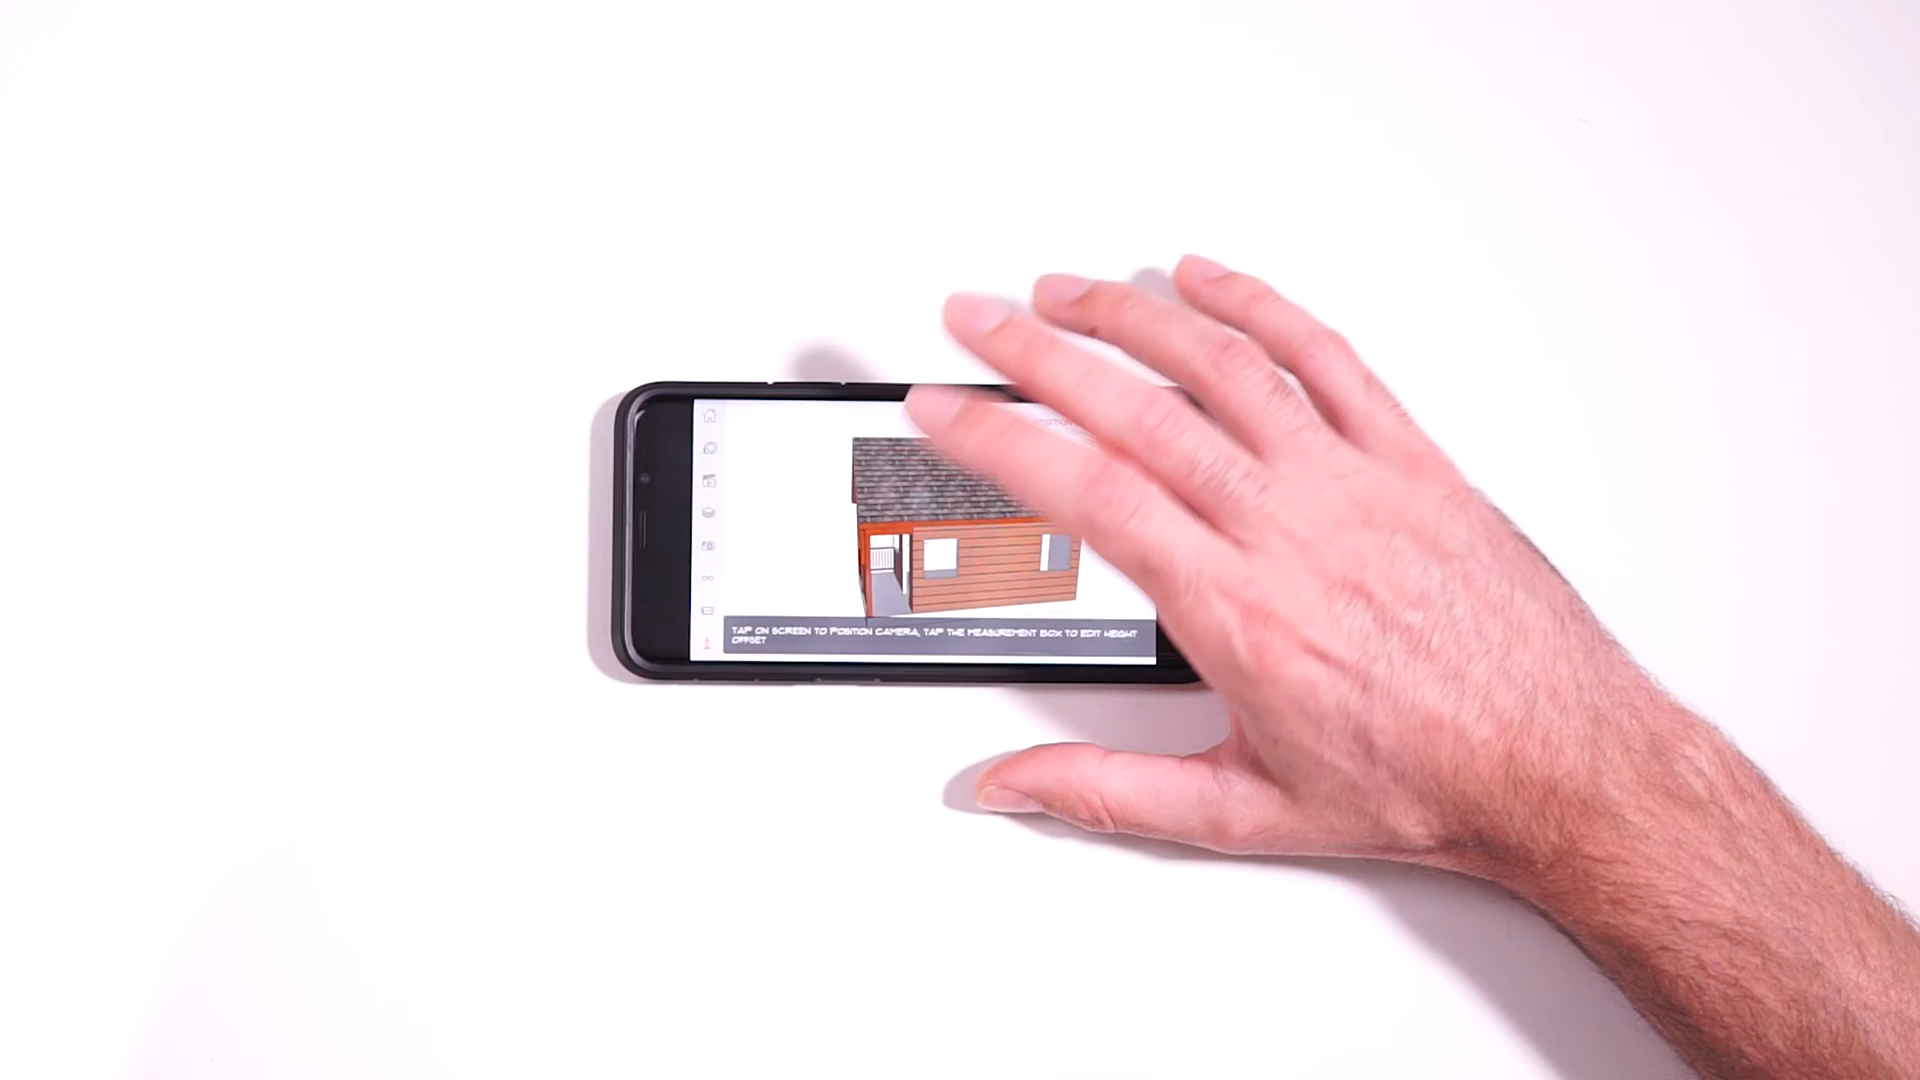 TAP ON SCREEN TO POSITION CAMERA, TAP THE MEASUREMENT BOX TO EDIT HEIGHT
OFFSET